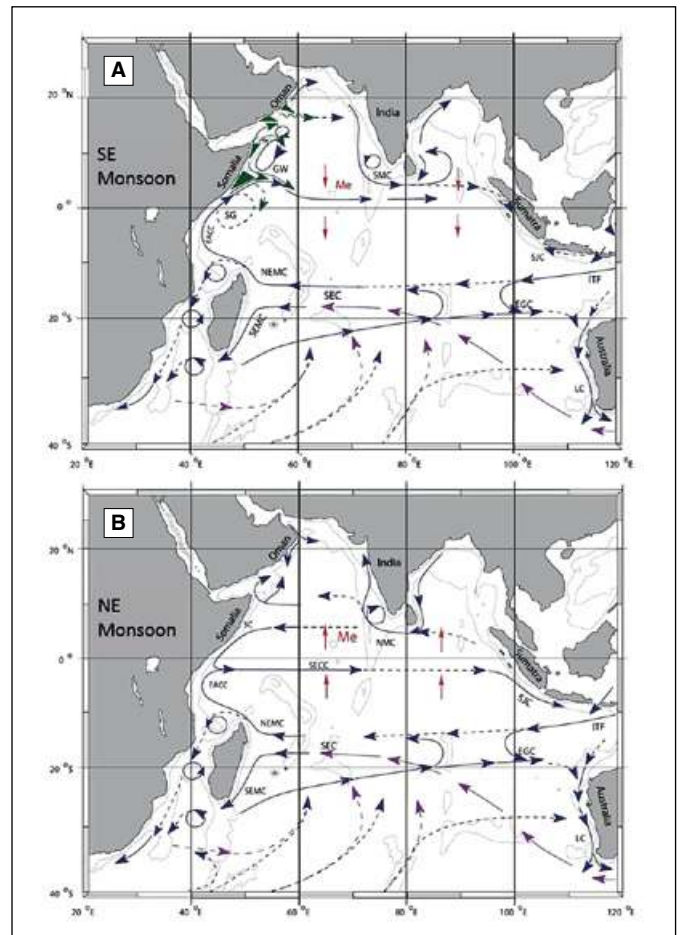 A
20 °N
Oman
India
SE
Monsoon
Somalia
GW
SMC
Me
Sumatra
0 °
SG
EACC
SJC
NEMC
ITF
SEC
EGC
20 °S
SEMC
Australia
LC
40 °S
20 °E
40 °E
60 °E
80 °E
100 °E
120 °E
B
20 °N
Oman
India
NE
Monsoon
Somalia
SC
Me
NMC
Sumatra
0 °
SECC
EACC
SJC
NEMC
ITF
SEC
EGC
20 °S
SEMC
Australia
LC
40 °S
20 °E
40 °E
60 °E
80 °E
100 °E
120 °E